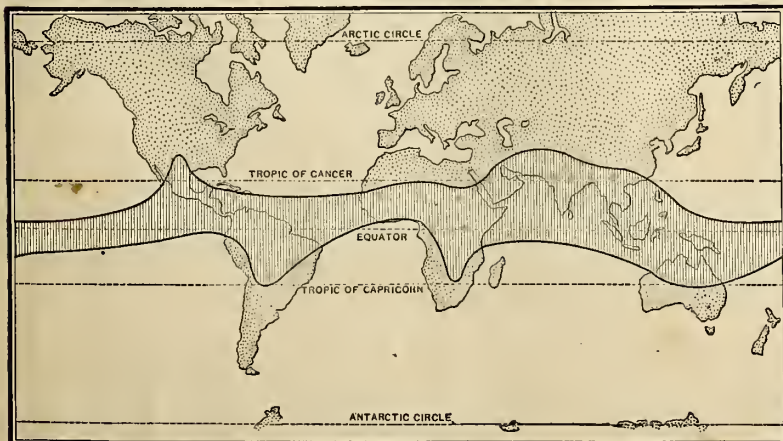 ARCTIC CIRCLE
TROPIC OF CANCER
EQUATOR
TROPIC OF CAPRICORN
ANTARCTIC CIRCLE